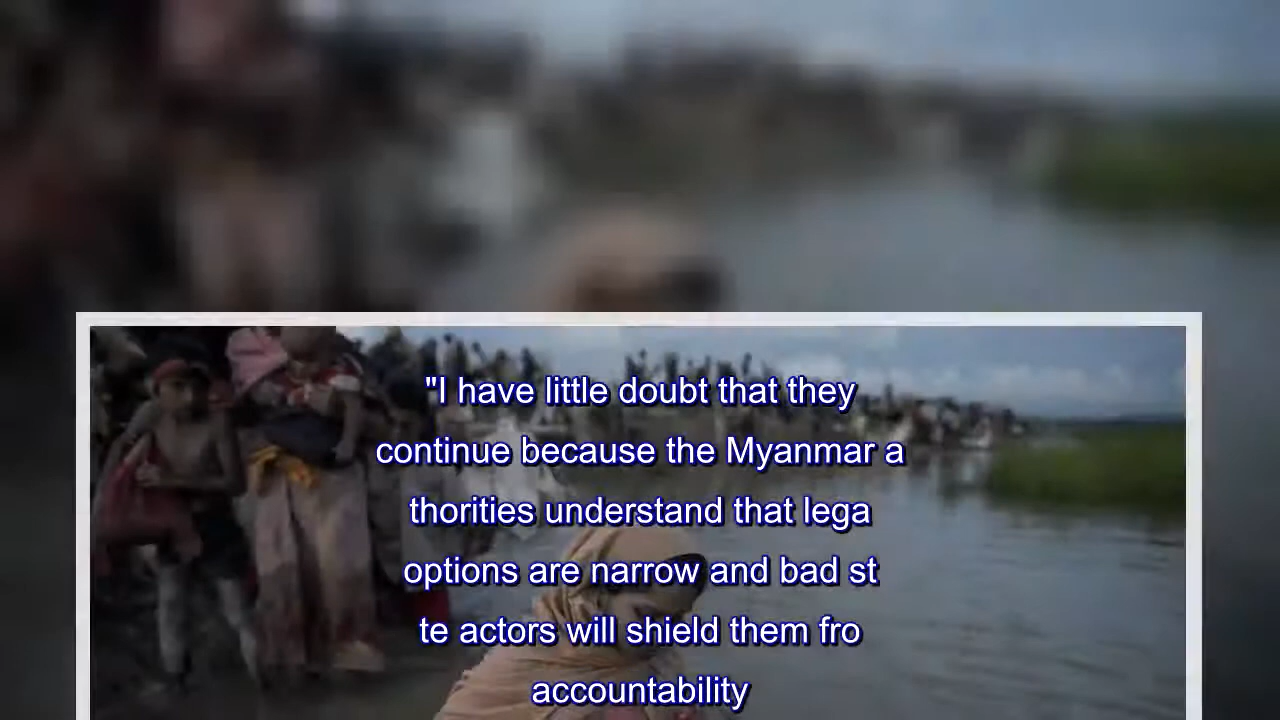 "I have little doubt that they
continue because the Myanmar a
thorities understand that lega
options are narrow and bad st
te actors will shield them fro
accountability